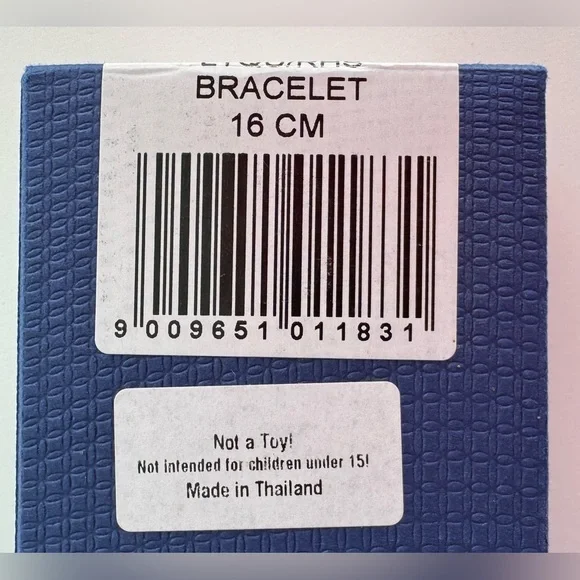 BRACELET
16 CM
9 009651 011831
Not a Toy!
Not intended for children under 15!
Made in Thailand